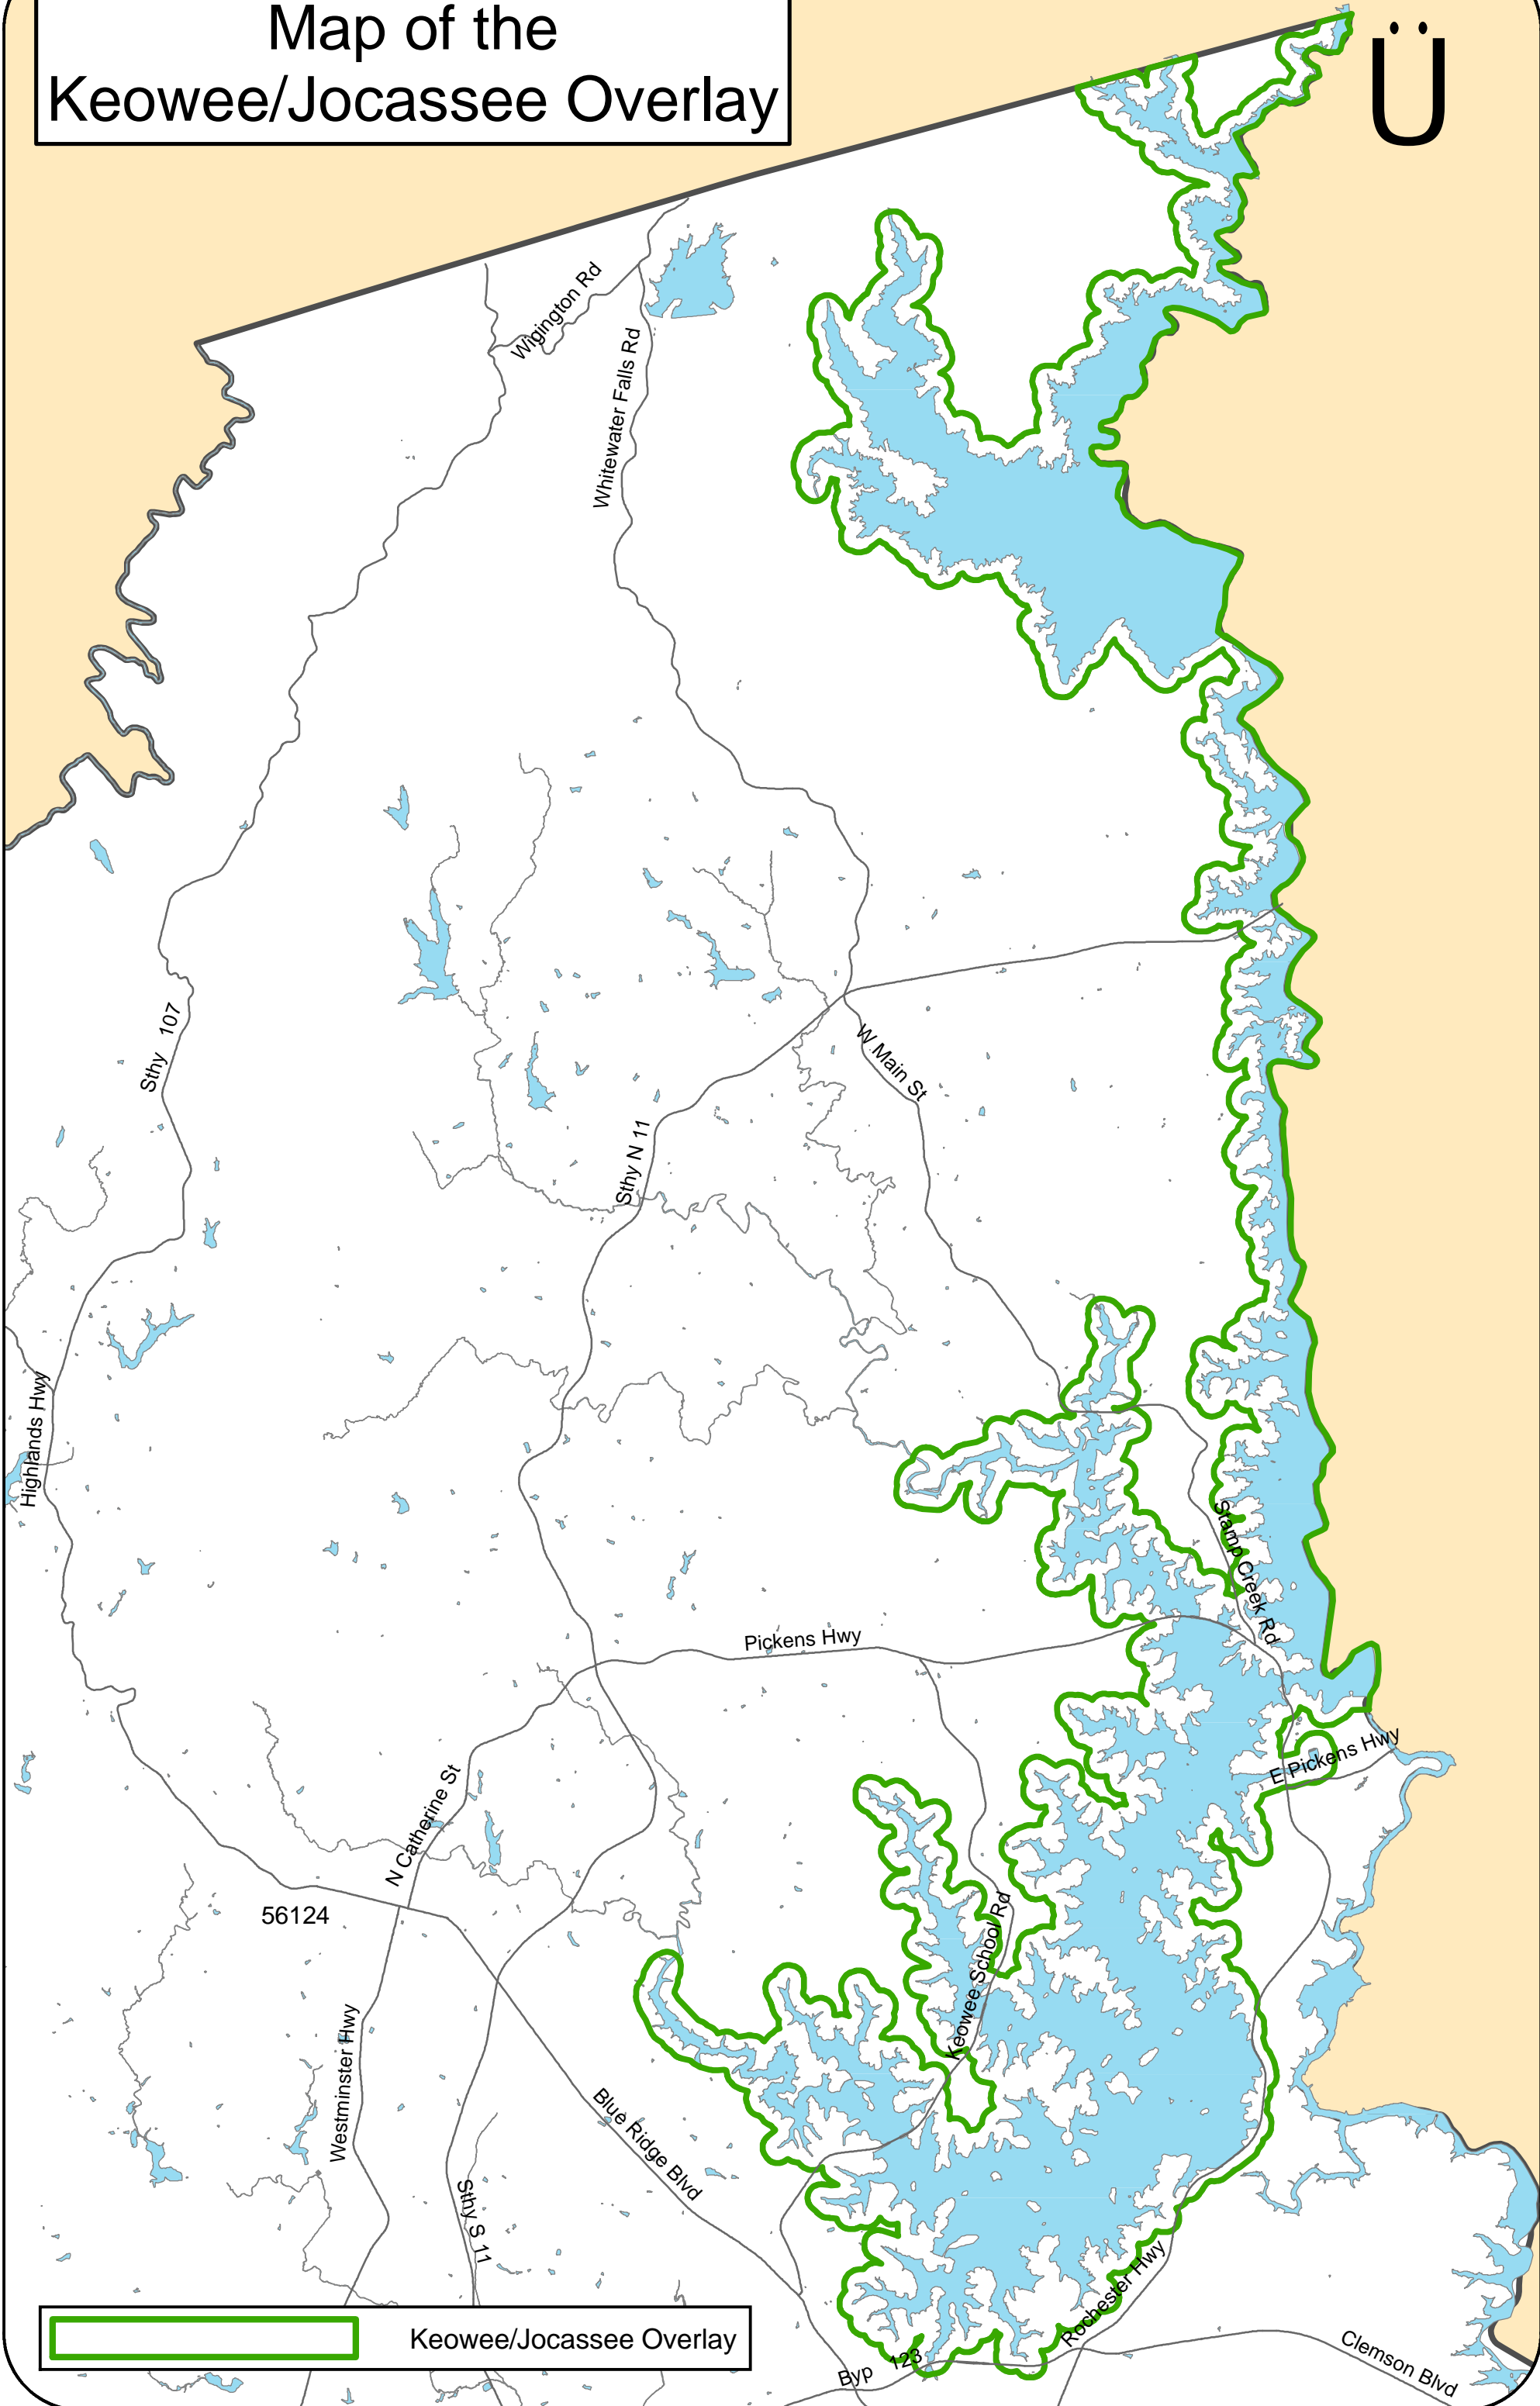 Map of the
Keowee/Jocassee Overlay
Ü
Wigington Rd
Whitewater Falls Rd
Sthy 107
W Main St
Sthy N 11
Highlands Hwy
Stamp Creek Rd
Pickens Hwy
E Pickens Hwy
N Catherine St
56124
Keowee School Rd
Westminster Hwy
Blue Ridge Blvd
Sthy S 11
Rochester Hwy
Byp 123
Clemson Blvd
Keowee/Jocassee Overlay